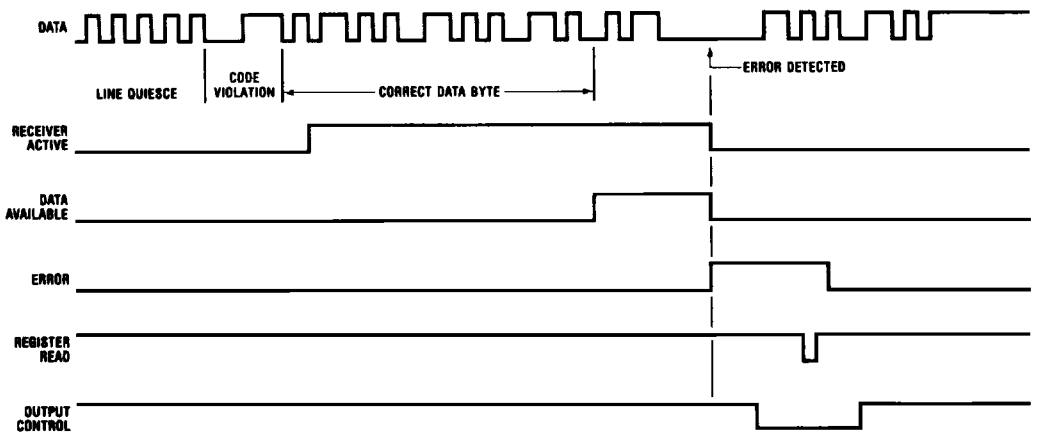 DATA
ERROR DETECTED
LINE QUIESCE
CODE
VIOLATION
CORRECT DATA BYTE
RECEIVER
ACTIVE
DATA
AVAILABLE
ERROR
REGISTER
READ
OUTPUT
CONTROL